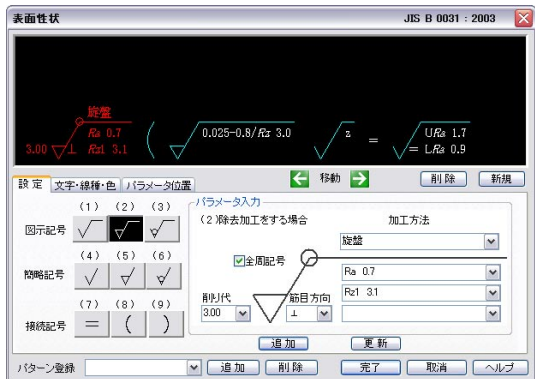 表面性状 JIS B 0031 : 2003
旋盤
Ra 0.7
3.00 ⊥ Rz1 3.1
( 0.025-0.8/Rz 3.0 z = URa 1.7
= LRa 0.9
移動 削除 新規
設定 文字・線種・色 パラメータ位置
パラメータ入力
(1) (2) (3)
図示記号
(2)除去加工をする場合 加工方法
旋盤
全周記号
(4) (5) (6)
簡略記号
Ra 0.7
Rz1 3.1
削り代 筋目方向
3.00 ⊥
(7) (8) (9)
接続記号 = ( )
追加 更新
パターン登録 追加 削除 完了 取消 ヘルプ